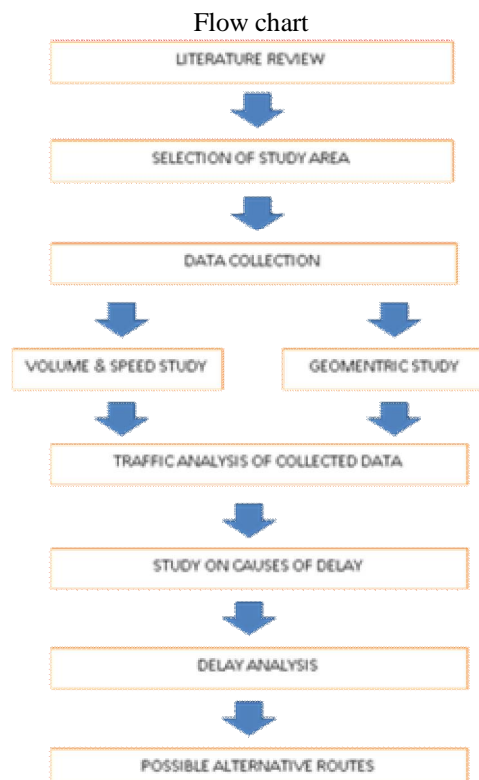 Flow chart
LITERATURE REVIEW
SELECTION OF STUDY AREA
DATA COLLECTION
VOLUME & SPEED STUDY
GEOMENTRIC STUDY
TRAFFIC ANALYSIS OF COLLECTED DATA
STUDY ON CAUSES OF DELAY
DELAY ANALYSIS
POSSIBLE ALTERNATIVE ROUTES